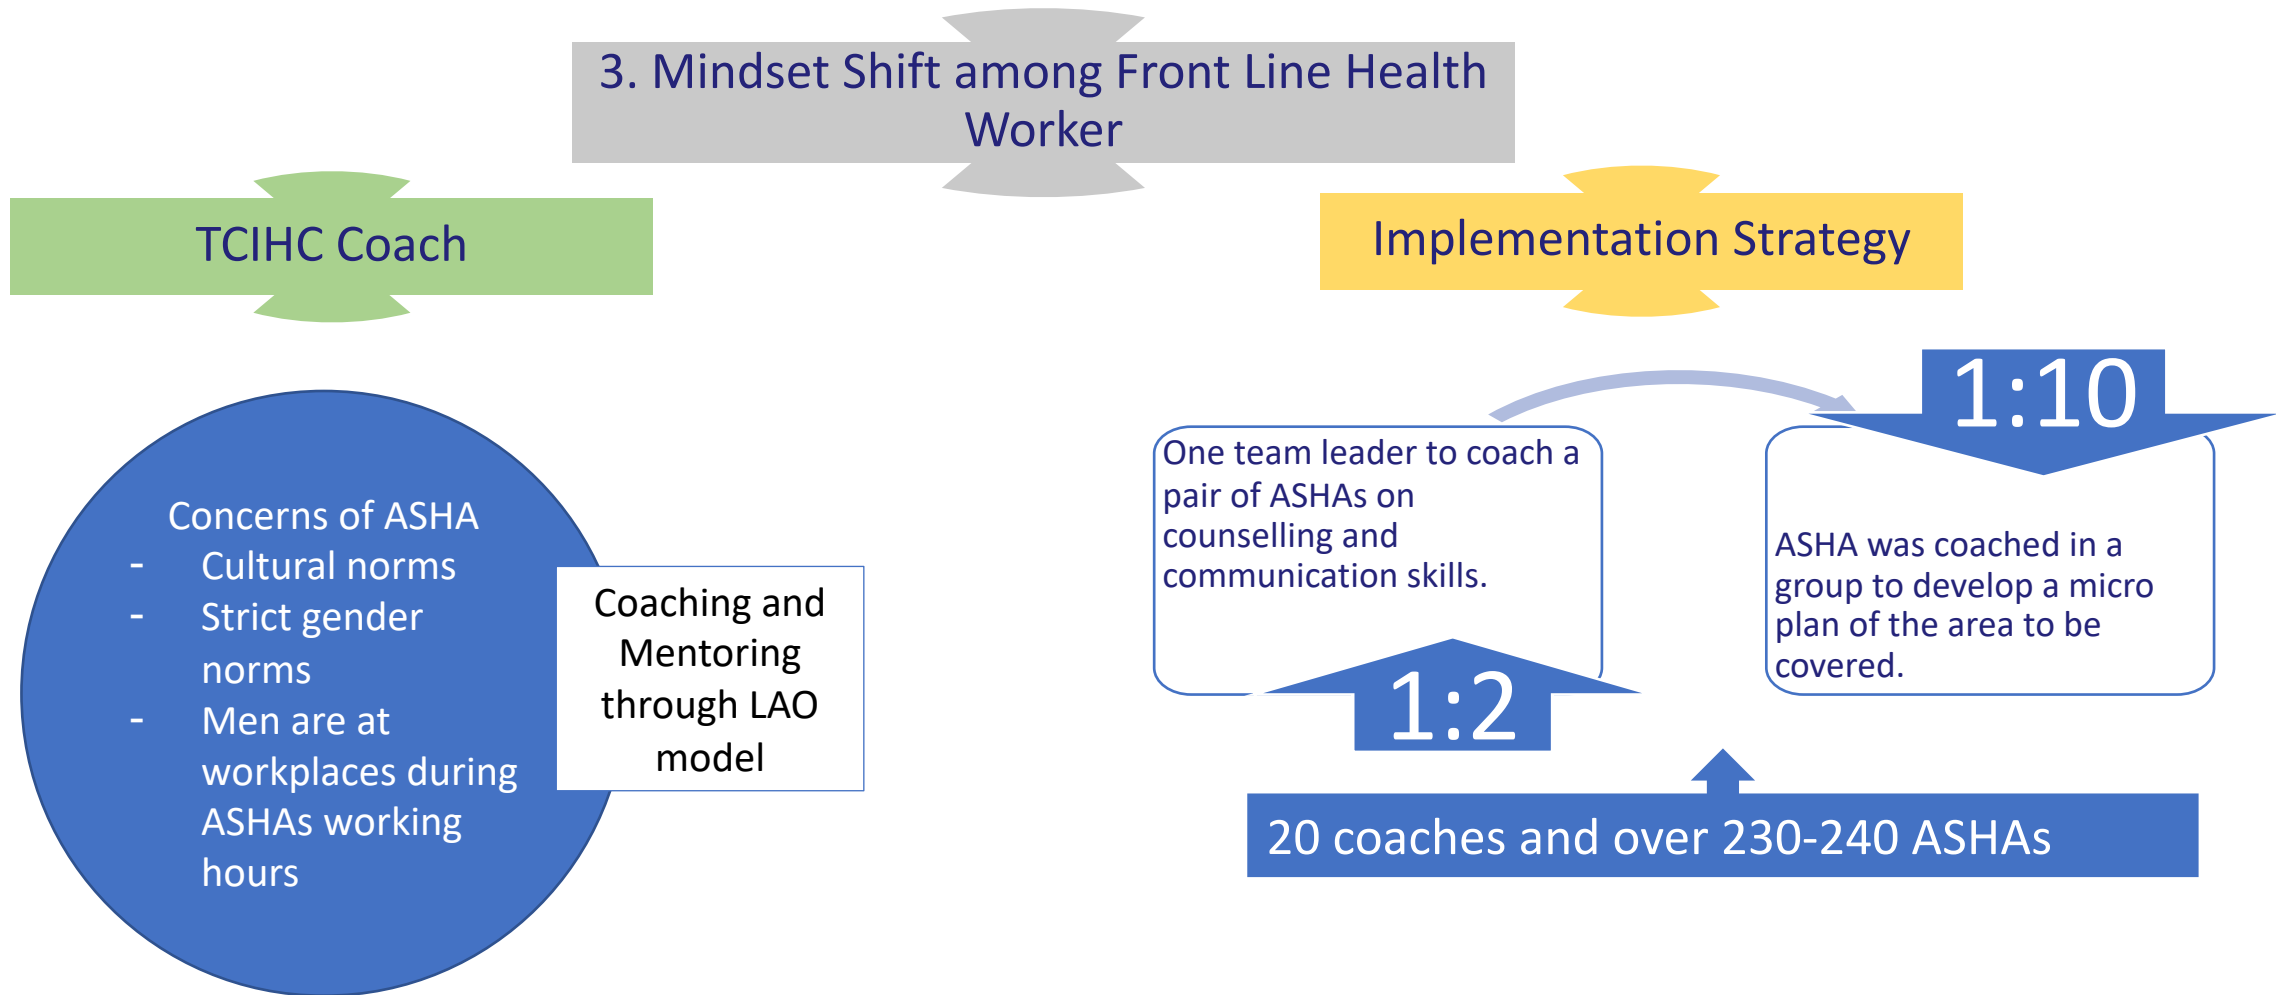 3. Mindset Shift among Front Line Health
Worker
TCIHC Coach
Implementation Strategy
Concerns of ASHA
- Cultural norms
- Strict gender
norms
- Men are at
workplaces during
ASHAs working
hours
Coaching and
Mentoring
through LAO
model
One team leader to coach a
pair of ASHAs on
counselling and
communication skills.
1:2
1:10
ASHA was coached in a
group to develop a micro
plan of the area to be
covered.
20 coaches and over 230-240 ASHAs